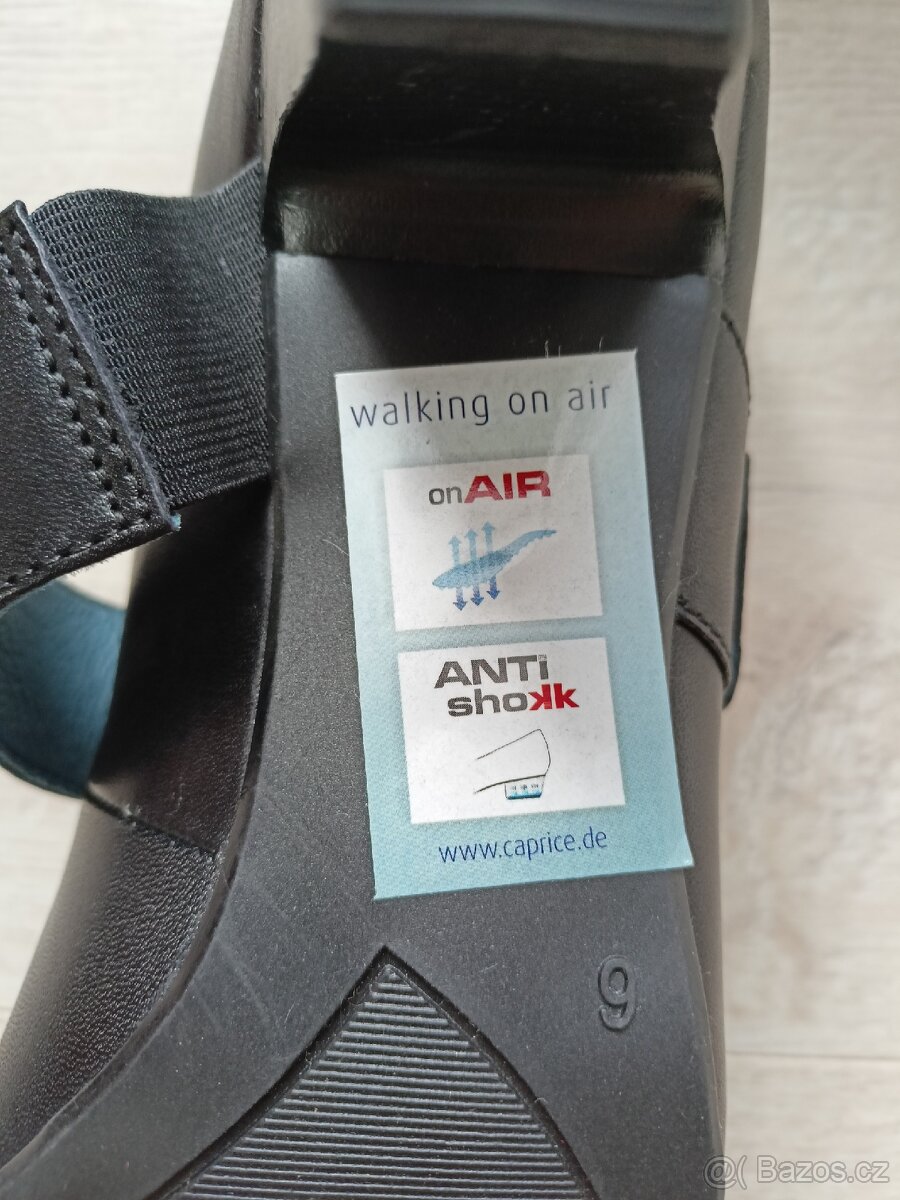 walking on air
onAIR
ANTi
shokk
www.caprice.de
9
@( Bazos.cz